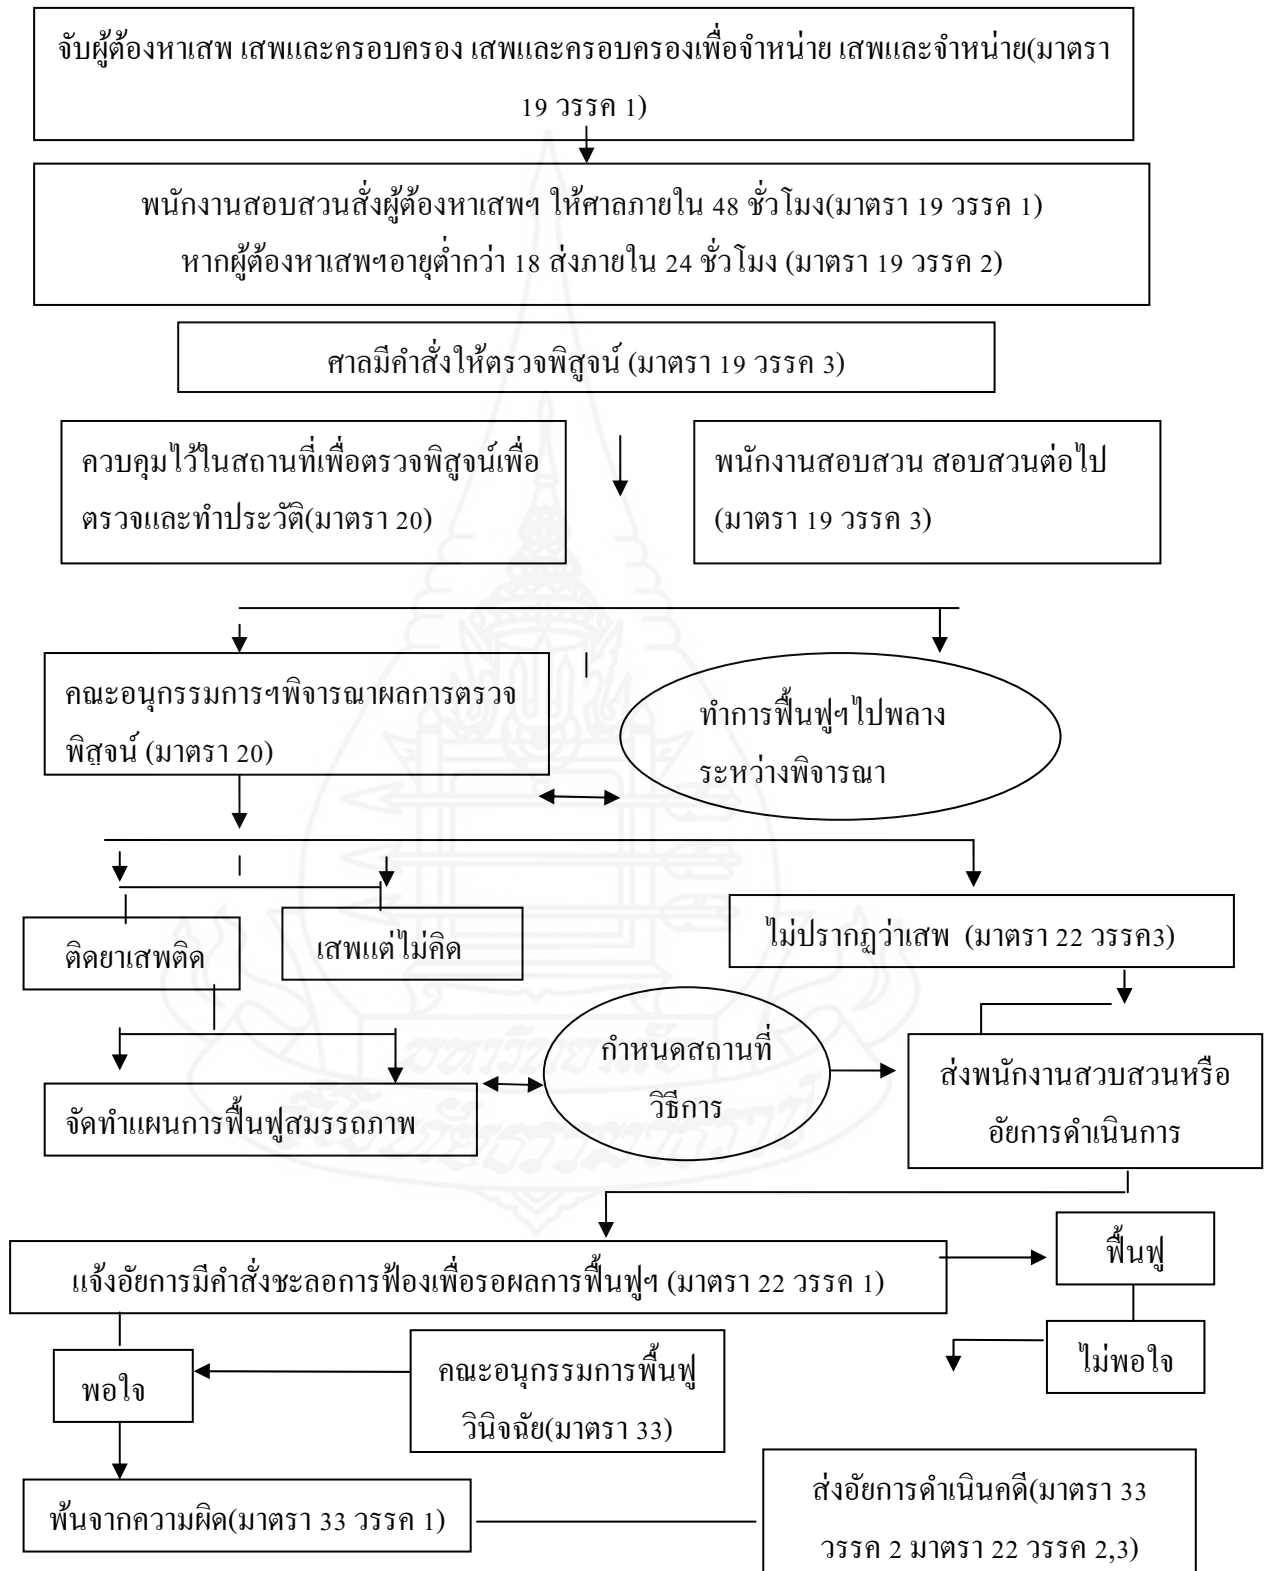 จับผู้ต้องหาเสพ เสพและครอบครอง เสพและครอบครองเพื่อจำหน่าย เสพและจำหน่าย(มาตรา
19 วรรค 1)
พนักงานสอบสวนสั่งผู้ต้องหาเสพฯ ให้ศาลภายใน 48 ชั่วโมง(มาตรา 19 วรรค 1)
หากผู้ต้องหาเสพฯอายุต่ำกว่า 18 ส่งภายใน 24 ชั่วโมง (มาตรา 19 วรรค 2)
ศาลมีคำสั่งให้ตรวจพิสูจน์ (มาตรา 19 วรรค 3)
ควบคุมไว้ในสถานที่เพื่อตรวจพิสูจน์เพื่อ
ตรวจและทำประวัติ(มาตรา 20)
พนักงานสอบสวน สอบสวนต่อไป
(มาตรา 19 วรรค 3)
คณะอนุกรรมการฯพิจารณาผลการตรวจ
พิสูจน์ (มาตรา 20)
ทำการฟื้นฟูฯไปพลาง
ระหว่างพิจารณา
ติดยาเสพติด
เสพแต่ไม่คิด
ไม่ปรากฏว่าเสพ (มาตรา 22 วรรค3)
กำหนดสถานที่
วิธีการ
จัดทำแผนการฟื้นฟูสมรรถภาพ
ส่งพนักงานสวบสวนหรือ
อัยการดำเนินการ
แจ้งอัยการมีคำสั่งชะลอการฟ้องเพื่อรอผลการฟื้นฟูฯ (มาตรา 22 วรรค 1)
ฟื้นฟู
ไม่พอใจ
พอใจ
คณะอนุกรรมการพื้นฟู
วินิจฉัย(มาตรา 33)
พ้นจากความผิด(มาตรา 33 วรรค 1)
ส่งอัยการดำเนินคดี(มาตรา 33
วรรค 2 มาตรา 22 วรรค 2,3)